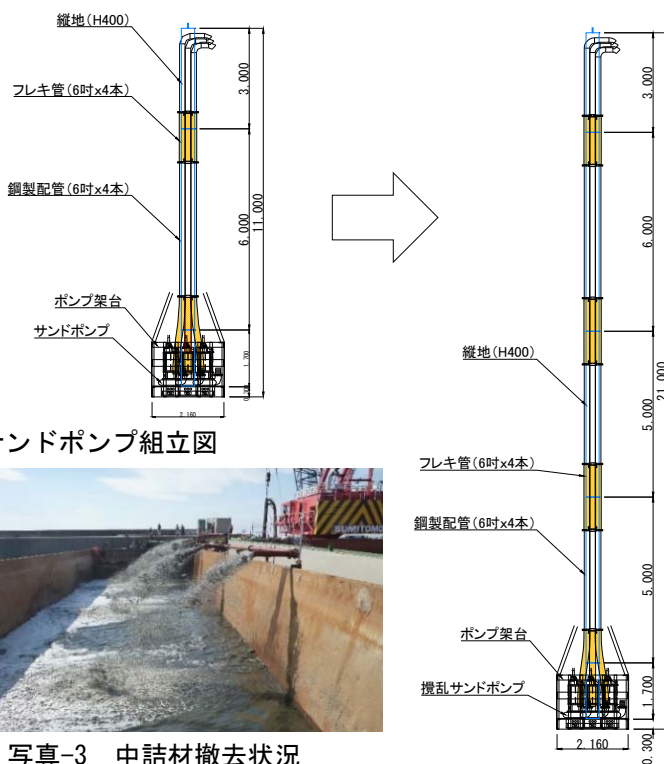 縦地(H400)
フレキ管(6吋x4本)
鋼製配管(6吋x4本)
ポンプ架台
サンドポンプ
3.000
6.000
11.000
1.700
2.160
サンドポンプ組立図
SUMITOMO
写真-3 中詰材撤去状況
縦地(H400)
フレキ管(6吋x4本)
鋼製配管(6吋x4本)
ポンプ架台
攪乱サンドポンプ
3.000
6.000
5.000
5.000
21.000
1.700
0.300
2.160